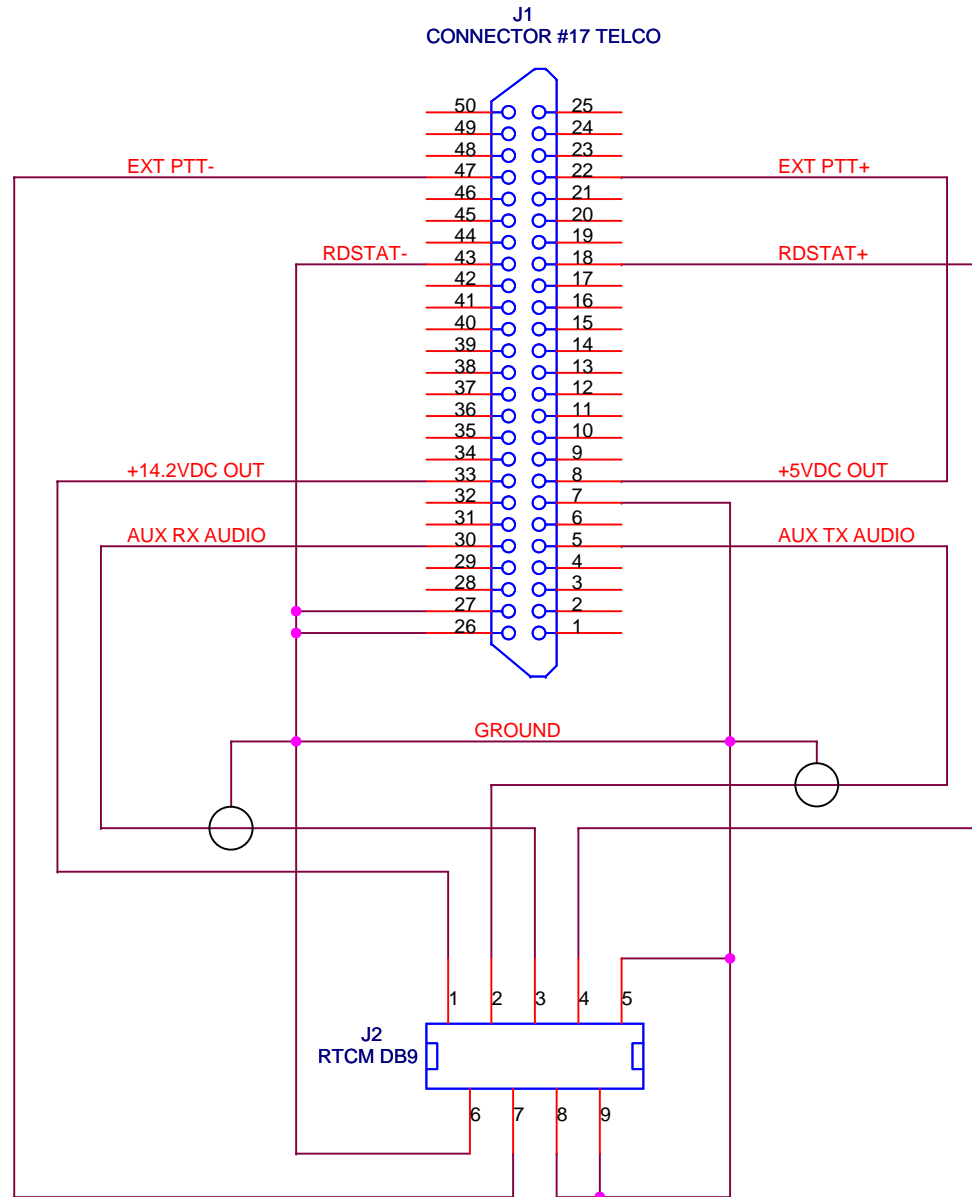 J1
CONNECTOR #17 TELCO
50 25
49 24
48 23
EXT PTT- 47 22 EXT PTT+
46 21
45 20
44 19
RDSTAT- 43 18 RDSTAT+
42 17
41 16
40 15
39 14
38 13
37 12
36 11
35 10
34 9
+14.2VDC OUT 33 8 +5VDC OUT
32 7
31 6
AUX RX AUDIO 30 5 AUX TX AUDIO
29 4
28 3
27 2
26 1
GROUND
1 2 3 4 5
J2
RTCM DB9
6 7 8 9